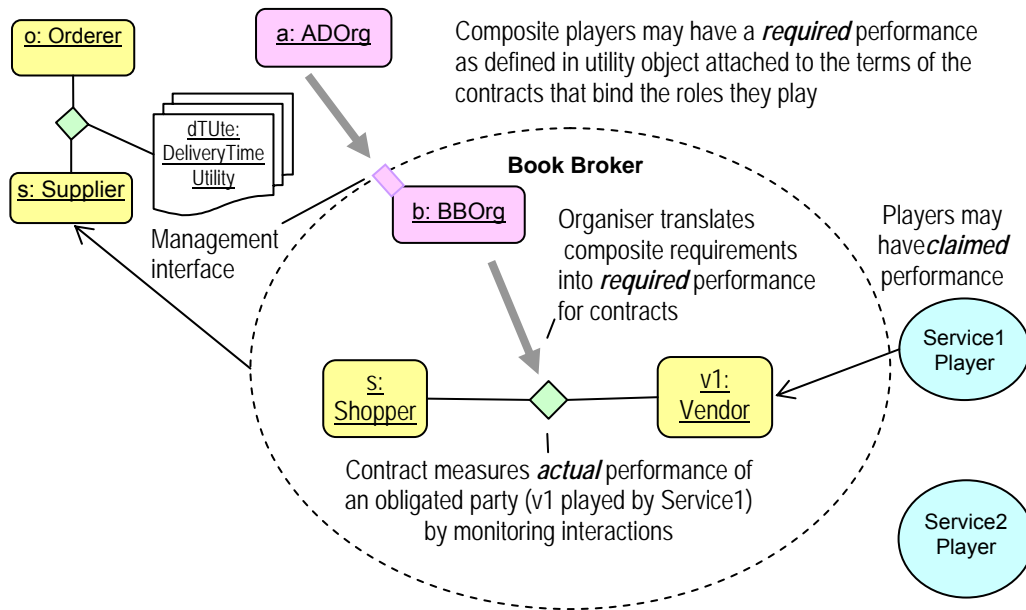 o: Orderer
a: ADOrg
Composite players may have a required performance
as defined in utility object attached to the terms of the
contracts that bind the roles they play
dTUte:
DeliveryTime
Utility
s: Supplier
Book Broker
b: BBOrg
Management
interface
Organiser translates
composite requirements
into required performance
for contracts
Players may
haveclaimed
performance
Service1
Player
s:
Shopper
v1:
Vendor
Contract measures actual performance of
an obligated party (v1 played by Service1)
by monitoring interactions
Service2
Player